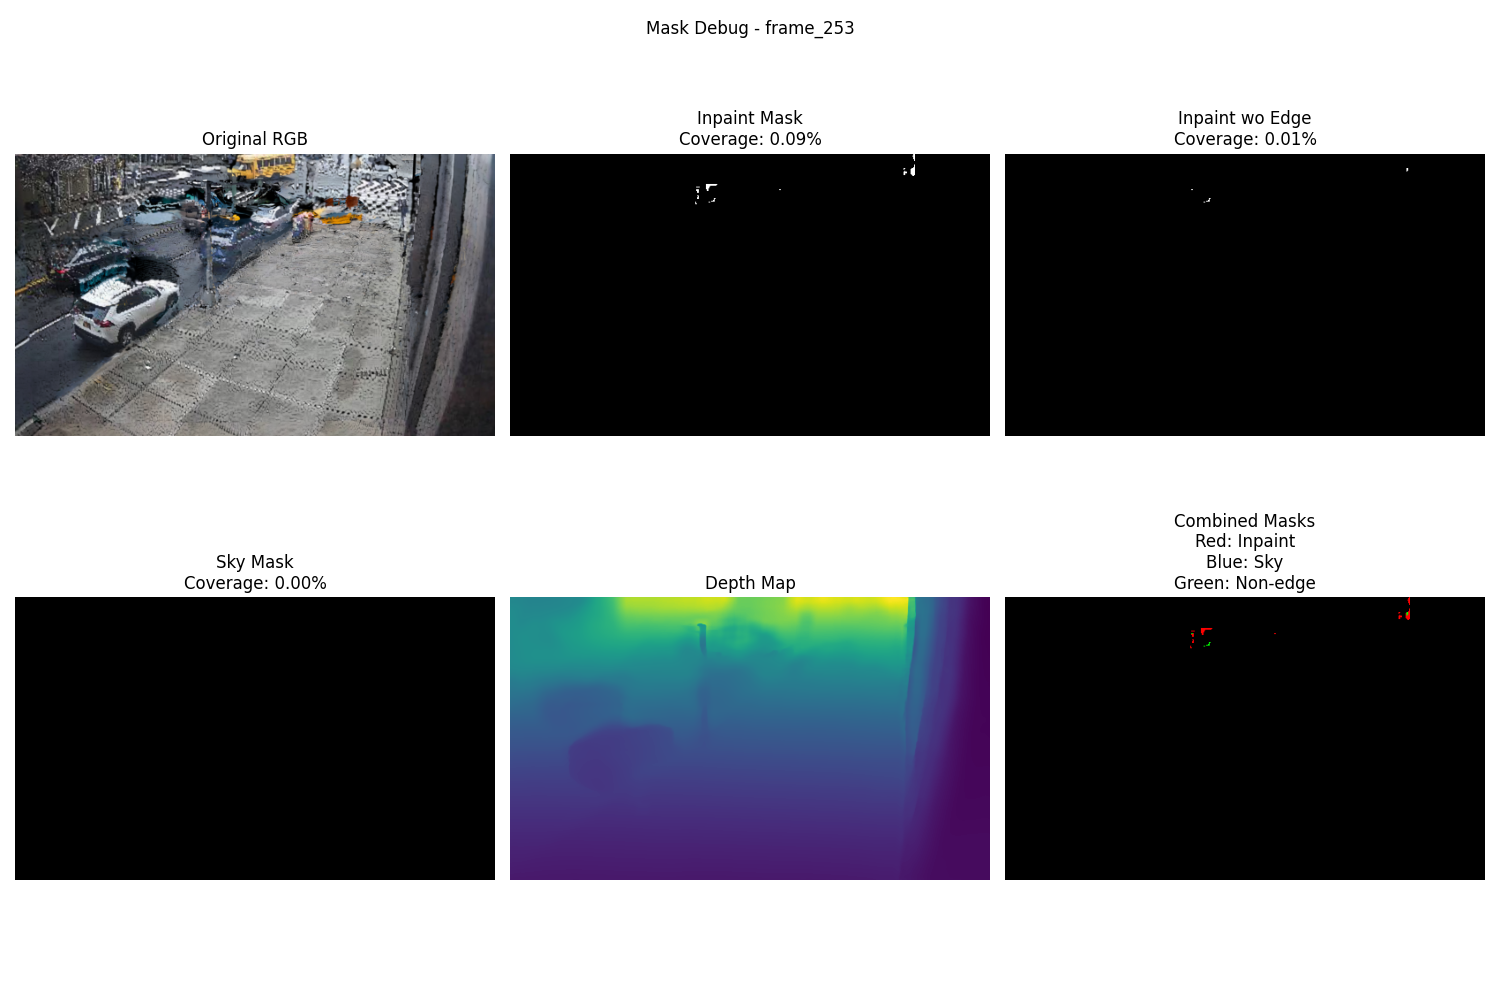 Mask Debug - frame_253
Original RGB
Inpaint Mask
Coverage: 0.09%
Inpaint wo Edge
Coverage: 0.01%
Sky Mask
Coverage: 0.00%
Depth Map
Combined Masks
Red: Inpaint
Blue: Sky
Green: Non-edge